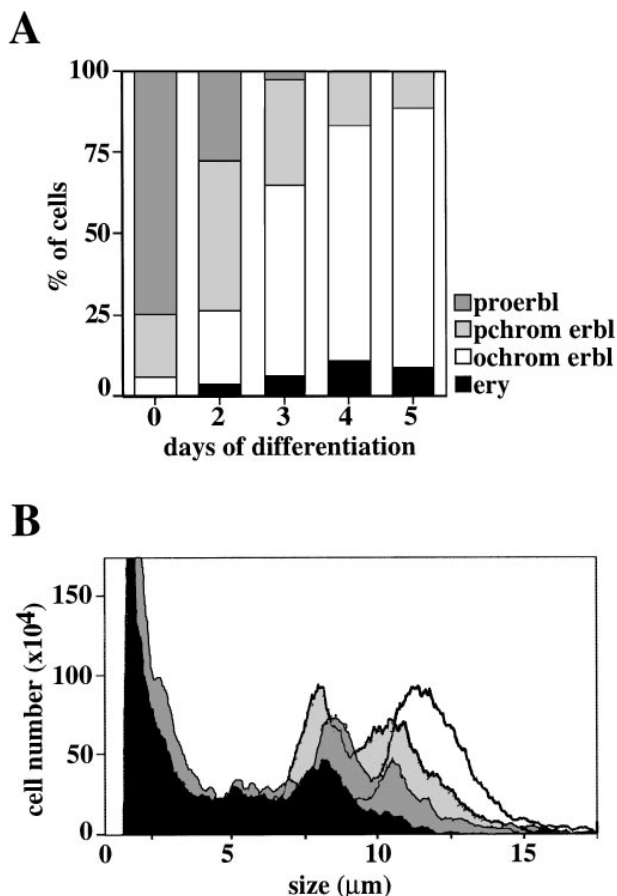 A
100
75
50
25
0
% of cells
0 2 3 4 5
days of differentiation
proerbl
pchrom erbl
ochrom erbl
ery
B
150
100
50
0
cell number (x10⁴)
0 5 10 15
size (μm)